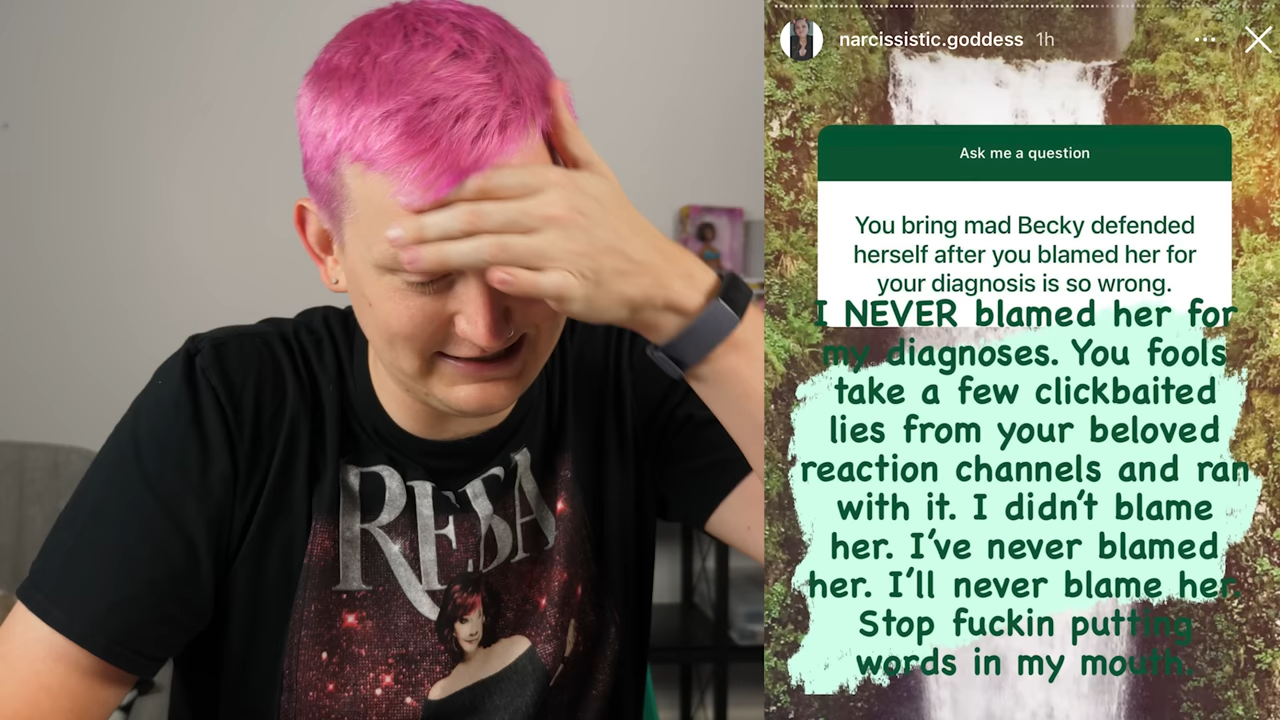 REBA
narcissistic.goddess 1h
Ask me a question
You bring mad Becky defended
herself after you blamed her for
your diagnosis is so wrong.
I NEVER blamed her for
my diagnoses. You fools
take a few clickbaited
lies from your beloved
reaction channels and ran
with it. I didn't blame
her. I've never blamed
her. I'll never blame her.
Stop fuckin putting
words in my mouth.